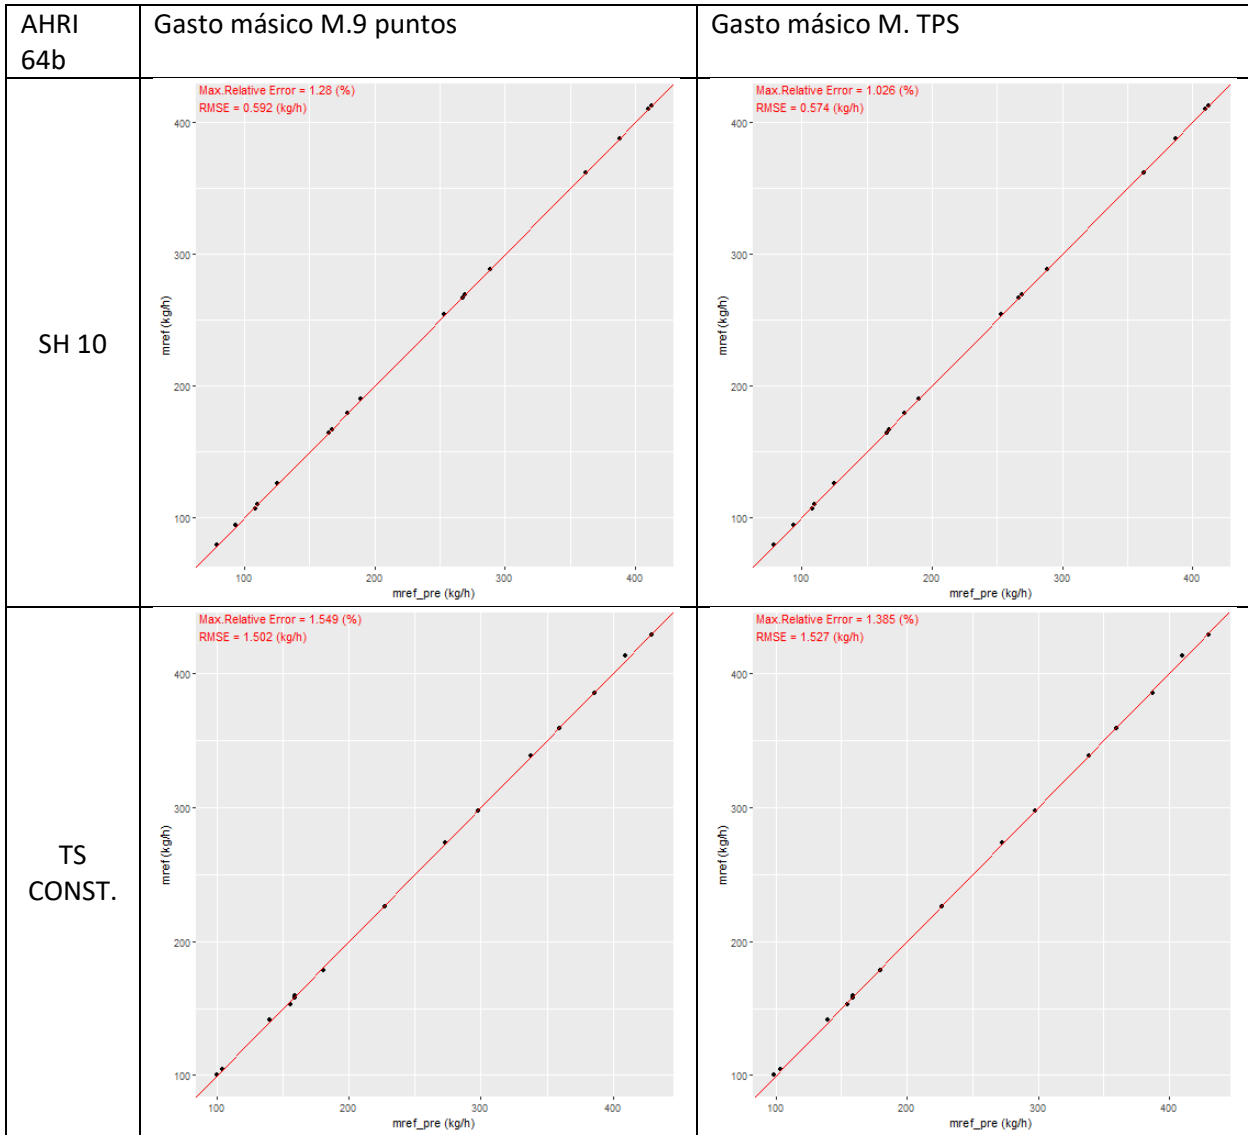 AHRI
64b
Gasto másico M.9 puntos
Gasto másico M. TPS
SH 10
Max.Relative Error = 1.28 (%)
RMSE = 0.592 (kg/h)
400
300
200
100
mref (kg/h)
100 200 300 400
mref_pre (kg/h)
Max.Relative Error = 1.026 (%)
RMSE = 0.574 (kg/h)
400
300
200
100
mref (kg/h)
100 200 300 400
mref_pre (kg/h)
TS
CONST.
Max.Relative Error = 1.549 (%)
RMSE = 1.502 (kg/h)
400
300
200
100
mref (kg/h)
100 200 300 400
mref_pre (kg/h)
Max.Relative Error = 1.385 (%)
RMSE = 1.527 (kg/h)
400
300
200
100
mref (kg/h)
100 200 300 400
mref_pre (kg/h)